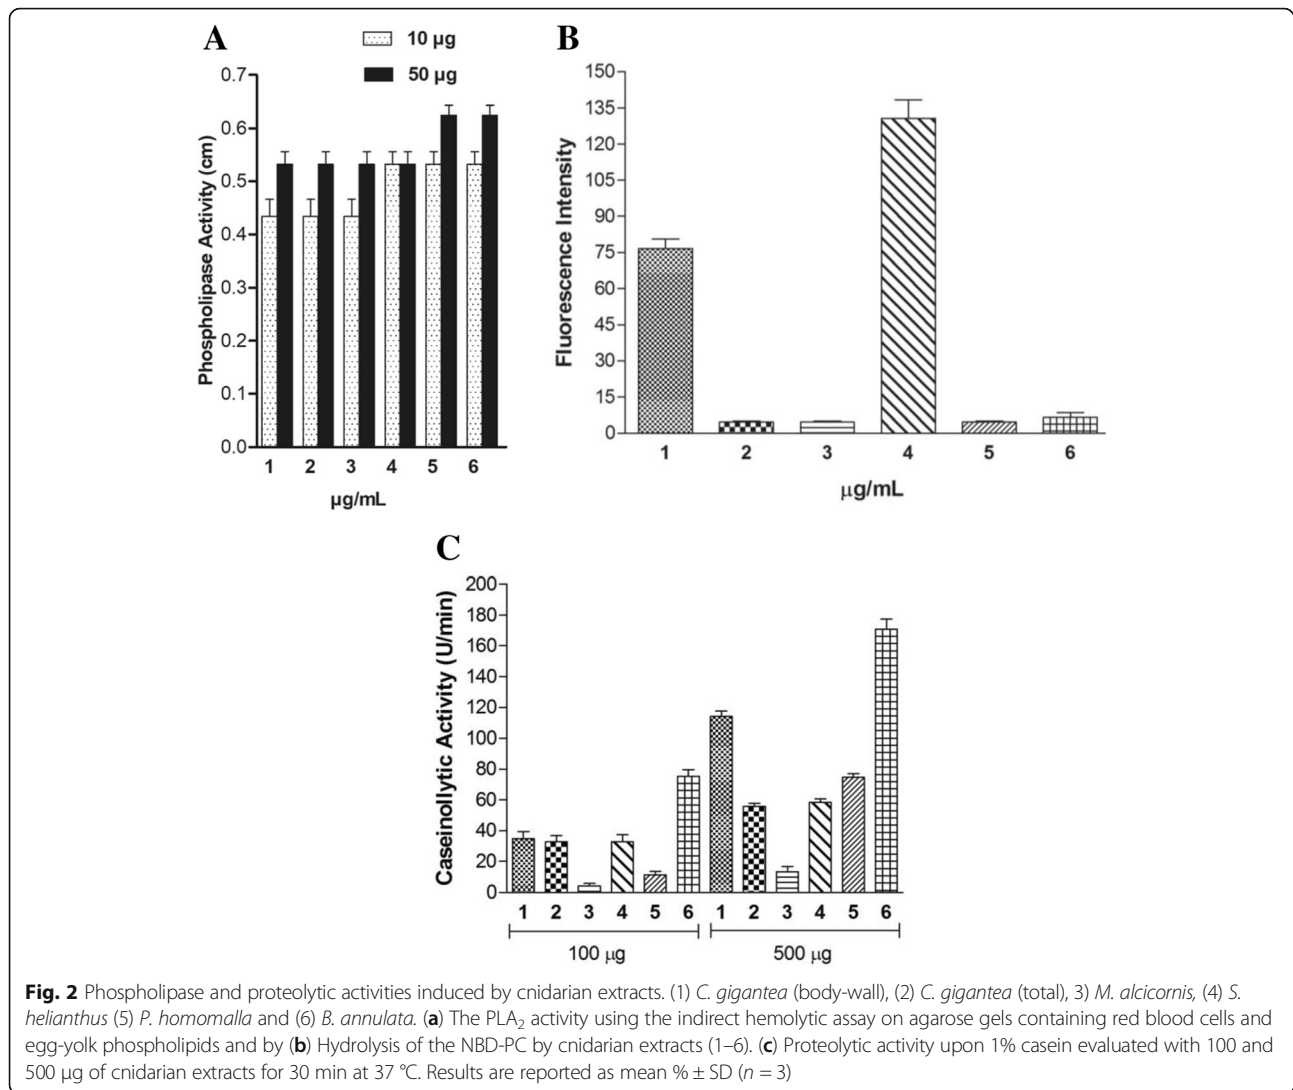 A
10 µg
50 µg
0.7
0.6
0.5
0.4
0.3
0.2
0.1
0.0
Phospholipase Activity (cm)
1 2 3 4 5 6
µg/mL
B
150
135
120
105
90
75
60
45
30
15
0
Fluorescence Intensity
1 2 3 4 5 6
µg/mL
C
200
180
160
140
120
100
80
60
40
20
0
Caseinollytic Activity (U/min)
1 2 3 4 5 6 1 2 3 4 5 6
100 µg 500 µg
Fig. 2 Phospholipase and proteolytic activities induced by cnidarian extracts. (1) C. gigantea (body-wall), (2) C. gigantea (total), 3) M. alcicornis, (4) S.
helianthus (5) P. homomalla and (6) B. annulata. (a) The PLA₂ activity using the indirect hemolytic assay on agarose gels containing red blood cells and
egg-yolk phospholipids and by (b) Hydrolysis of the NBD-PC by cnidarian extracts (1–6). (c) Proteolytic activity upon 1% casein evaluated with 100 and
500 µg of cnidarian extracts for 30 min at 37 °C. Results are reported as mean % ± SD (n = 3)